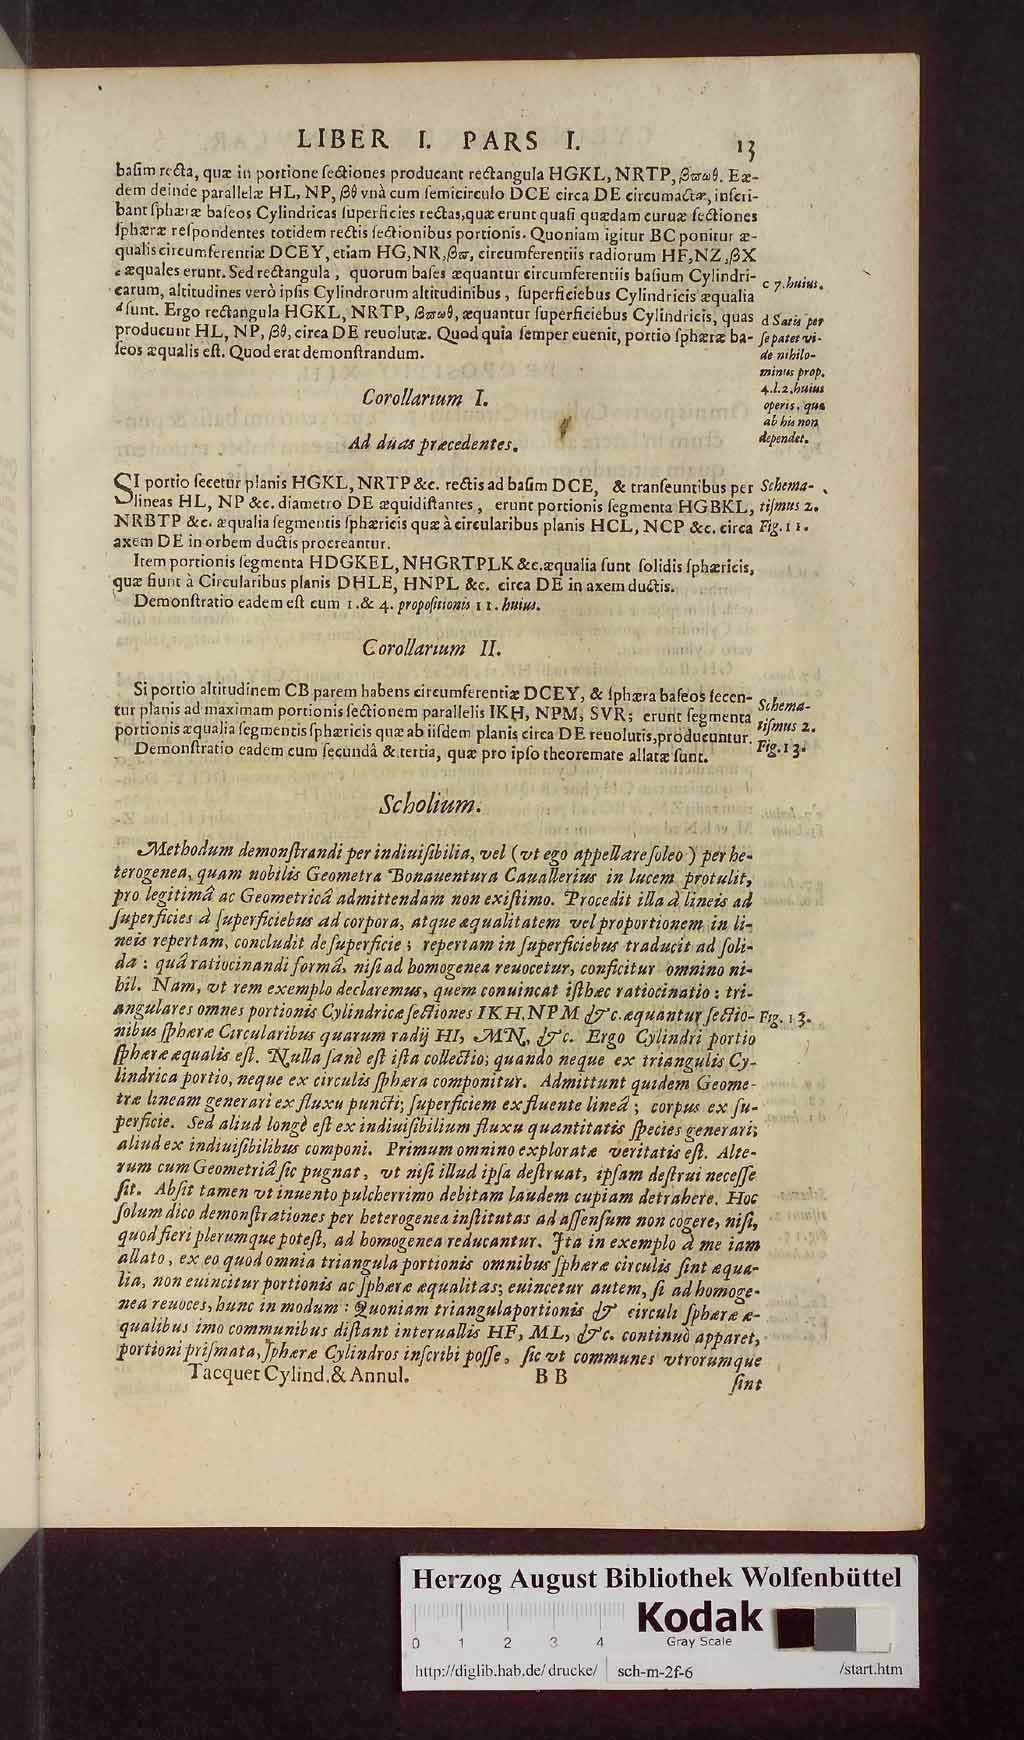 LIBER I. PARS I. 13
basim recta, quæ in portione sectiones producant rectangula HGKL, NRTP, βπωθ. Eæ-
dem deinde parallelæ HL, NP, βθ vnà cum semicirculo DCE circa DE circumactæ, inscri-
bant sphæræ baseos Cylindricas superficies rectas, quæ erunt quasi quædam curuæ sectiones
sphæræ respondentes totidem rectis sectionibus portionis. Quoniam igitur BC ponitur æ-
qualis circumferentiæ DCEY, etiam HG, NR, βπ, circumferentiis radiorum HF, NZ, βX
c æquales erunt. Sed rectangula, quorum bases æquantur circumferentiis basium Cylindri-
carum, altitudines verò ipsis Cylindrorum altitudinibus, superficiebus Cylindricis æqualia
d sunt. Ergo rectangula HGKL, NRTP, βπωθ, æquantur superficiebus Cylindricis, quas
producunt HL, NP, βθ, circa DE reuolutæ. Quod quia semper euenit, portio sphæræ ba-
seos æqualis est. Quod erat demonstrandum.
c 7. huius.
d Satis per
se patet vi-
de nihilo-
minus prop.
4. l. 2. huius
operis, quæ
ab his non
dependet.
Corollarium I.
Ad duas præcedentes.
SI portio secetur planis HGKL, NRTP &c. rectis ad basim DCE, & transeuntibus per
lineas HL, NP &c. diametro DE æquidistantes, erunt portionis segmenta HGBKL,
NRBTP &c. æqualia segmentis sphæricis quæ à circularibus planis HCL, NCP &c. circa
axem DE in orbem ductis procreantur.
Schema-
tismus 2.
Fig. 11.
Item portionis segmenta HDGKEL, NHGRTPLK &c. æqualia sunt solidis sphæricis,
quæ fiunt à Circularibus planis DHLE, HNPL &c. circa DE in axem ductis.
Demonstratio eadem est cum 1. & 4. propositionis 11. huius.
Corollarium II.
Si portio altitudinem CB parem habens circumferentiæ DCEY, & sphæra baseos secen-
tur planis ad maximam portionis sectionem parallelis IKH, NPM, SVR; erunt segmenta
portionis æqualia segmentis sphæricis quæ ab iisdem planis circa DE reuolutis, producuntur.
Demonstratio eadem cum secundâ & tertia, quæ pro ipso theoremate allatæ sunt.
Schema-
tismus 2.
Fig. 13.
Scholium.
Methodum demonstrandi per indiuisibilia, vel (vt ego appellare soleo) per he-
terogenea, quam nobilis Geometra Bonauentura Cauallerius in lucem protulit,
pro legitimâ ac Geometricâ admittendam non existimo. Procedit illa à lineis ad
superficies à superficiebus ad corpora, atque æqualitatem vel proportionem in li-
neis repertam, concludit de superficie; repertam in superficiebus traducit ad soli-
da: quâ ratiocinandi formâ, nisi ad homogenea reuocetur, conficitur omnino ni-
hil. Nam, vt rem exemplo declaremus, quem conuincat isthæc ratiocinatio: tri-
angulares omnes portionis Cylindricæ sectiones IKH, NPM &c. æquantur sectio-
nibus sphæræ Circularibus quarum radij HI, MN, &c. Ergo Cylindri portio
sphæræ æqualis est. Nulla sanè est ista collectio; quando neque ex triangulis Cy-
lindrica portio, neque ex circulis sphæra componitur. Admittunt quidem Geome-
træ lineam generari ex fluxu puncti; superficiem ex fluente lineâ; corpus ex su-
perficie. Sed aliud longè est ex indiuisibilium fluxu quantitatis species generari;
aliud ex indiuisibilibus componi. Primum omnino exploratæ veritatis est. Alte-
rum cum Geometriâ sic pugnat, vt nisi illud ipsa destruat, ipsam destrui necesse
sit. Absit tamen vt inuento pulcherrimo debitam laudem cupiam detrahere. Hoc
solum dico demonstrationes per heterogenea institutas ad assensum non cogere, nisi,
quod fieri plerumque potest, ad homogenea reducantur. Ita in exemplo à me iam
allato, ex eo quod omnia triangula portionis omnibus sphæræ circulis sint æqua-
lia, non euincitur portionis ac sphæræ æqualitas; euincetur autem, si ad homoge-
nea reuoces, hunc in modum: Quoniam triangula portionis & circuli sphæræ æ-
qualibus imo communibus distant interuallis HF, ML, &c. continuò apparet,
portioni prismata, sphæræ Cylindros inscribi posse, sic vt communes vtrorumque
Fig. 13.
Tacquet Cylind. & Annul. BB sint
Herzog August Bibliothek Wolfenbüttel
0 1 2 3 4
Kodak
Gray Scale
http://diglib.hab.de/drucke/ sch-m-2f-6 /start.htm